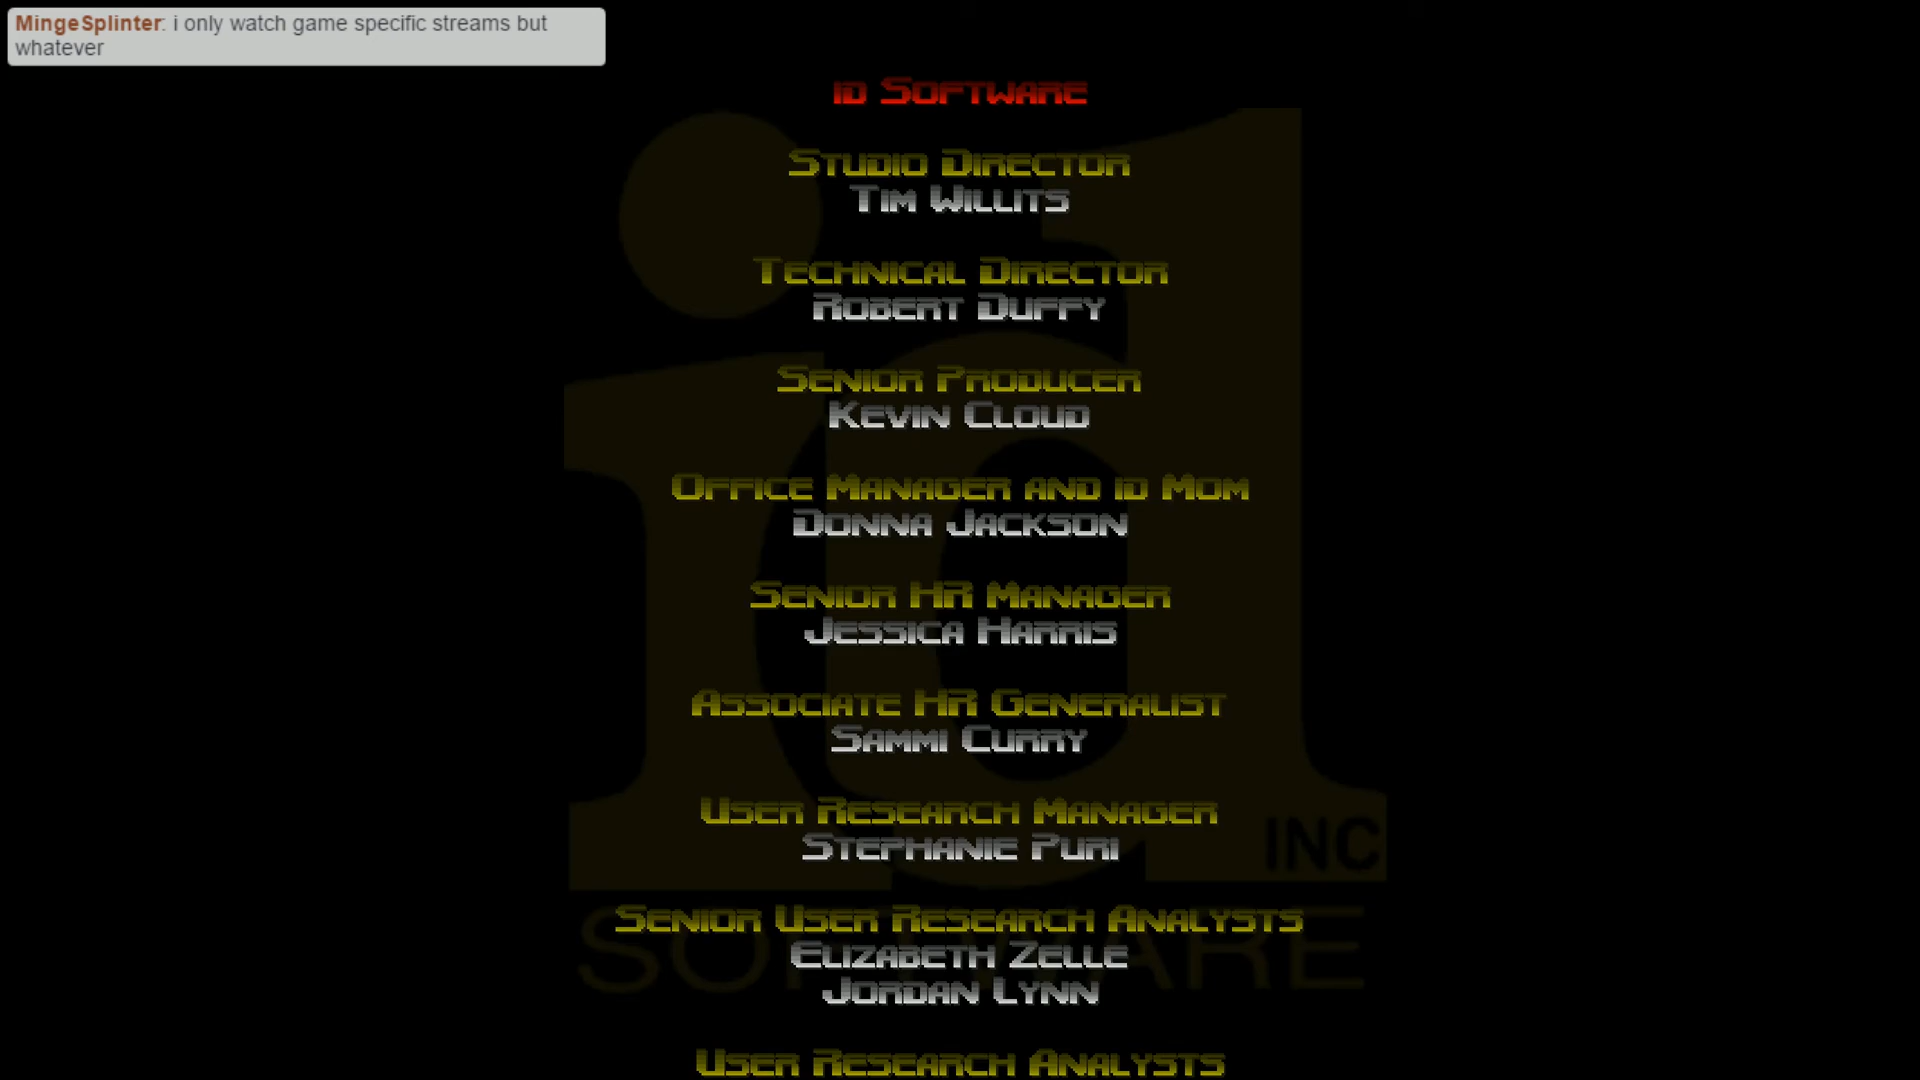 MingeSplinter: i only watch game specific streams but
whatever
id Software
Studio Director
Tim Willits
Technical Director
Robert Duffy
Senior Producer
Kevin Cloud
Office Manager and id Mom
Donna Jackson
Senior HR Manager
Jessica Harris
Associate HR Generalist
Sammi Curry
User Research Manager
Stephanie Puri
INC
Senior User Research Analysts
SOFTWARE
Elizabeth Zelle
Jordan Lynn
User Research Analysts